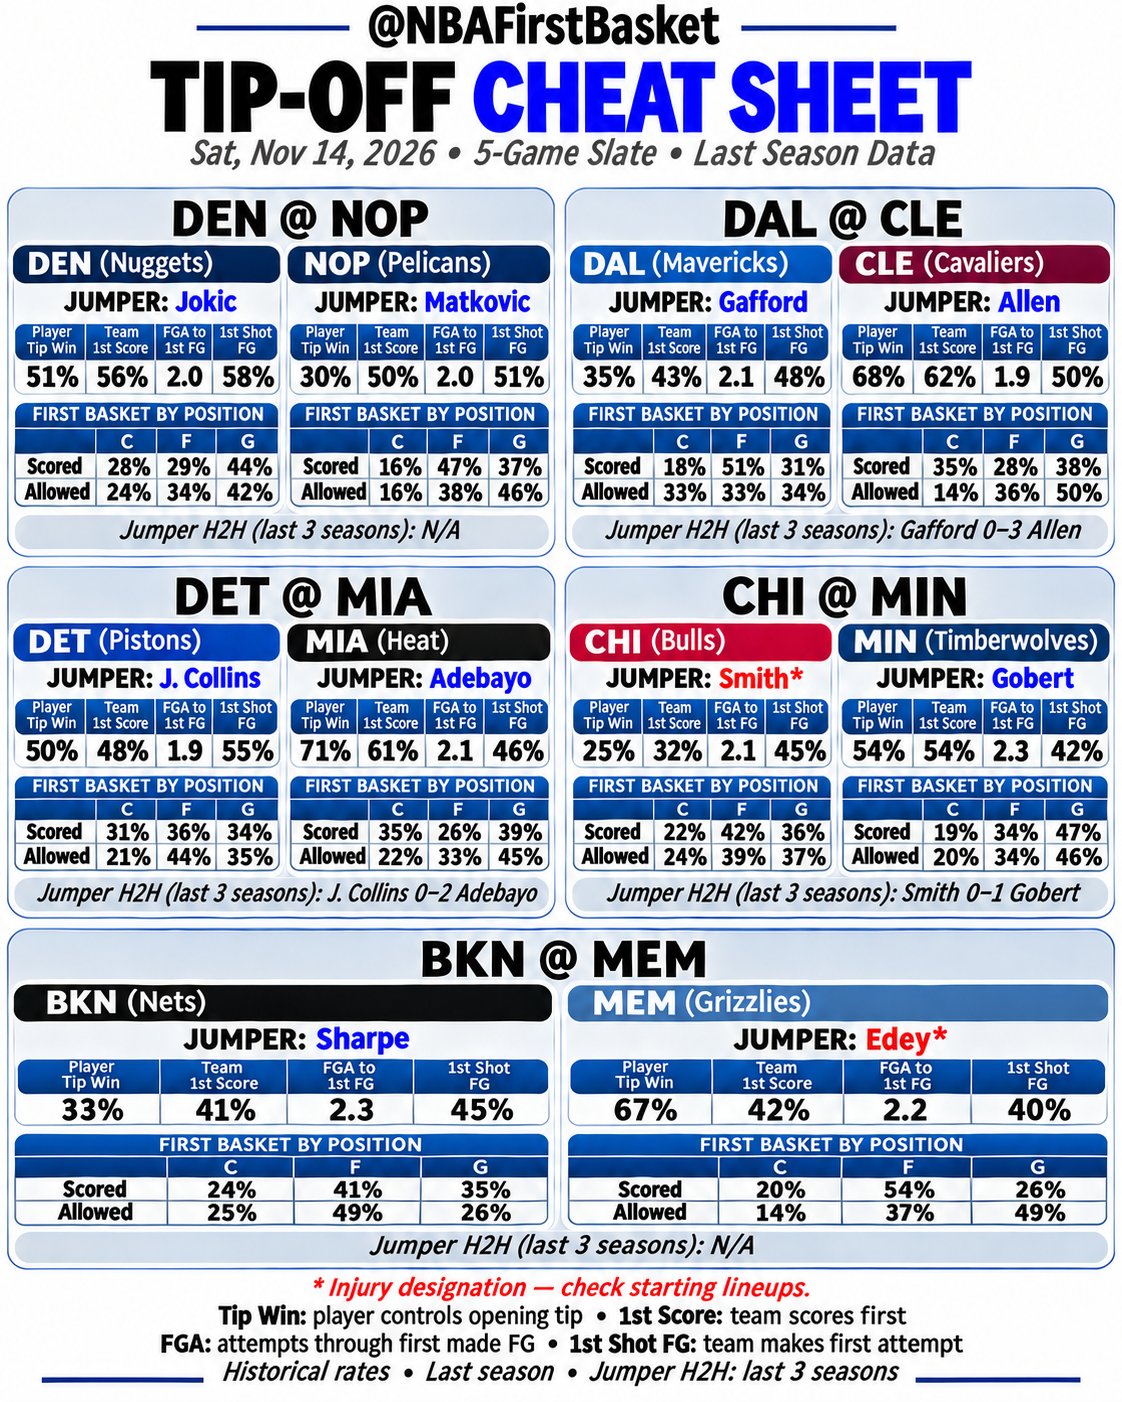 @NBAFirstBasket
TIP-OFF CHEAT SHEET
Sat, Nov 14, 2026 • 5-Game Slate • Last Season Data
DEN @ NOP
DEN (Nuggets)
JUMPER: Jokic
Player Tip Win Team 1st Score FGA to 1st FG 1st Shot FG
51% 56% 2.0 58%
FIRST BASKET BY POSITION
C F G
Scored 28% 29% 44%
Allowed 24% 34% 42%
NOP (Pelicans)
JUMPER: Matkovic
Player Tip Win Team 1st Score FGA to 1st FG 1st Shot FG
30% 50% 2.0 51%
FIRST BASKET BY POSITION
C F G
Scored 16% 47% 37%
Allowed 16% 38% 46%
Jumper H2H (last 3 seasons): N/A
DAL @ CLE
DAL (Mavericks)
JUMPER: Gafford
Player Tip Win Team 1st Score FGA to 1st FG 1st Shot FG
35% 43% 2.1 48%
FIRST BASKET BY POSITION
C F G
Scored 18% 51% 31%
Allowed 33% 33% 34%
CLE (Cavaliers)
JUMPER: Allen
Player Tip Win Team 1st Score FGA to 1st FG 1st Shot FG
68% 62% 1.9 50%
FIRST BASKET BY POSITION
C F G
Scored 35% 28% 38%
Allowed 14% 36% 50%
Jumper H2H (last 3 seasons): Gafford 0–3 Allen
DET @ MIA
DET (Pistons)
JUMPER: J. Collins
Player Tip Win Team 1st Score FGA to 1st FG 1st Shot FG
50% 48% 1.9 55%
FIRST BASKET BY POSITION
C F G
Scored 31% 36% 34%
Allowed 21% 44% 35%
MIA (Heat)
JUMPER: Adebayo
Player Tip Win Team 1st Score FGA to 1st FG 1st Shot FG
71% 61% 2.1 46%
FIRST BASKET BY POSITION
C F G
Scored 35% 26% 39%
Allowed 22% 33% 45%
Jumper H2H (last 3 seasons): J. Collins 0–2 Adebayo
CHI @ MIN
CHI (Bulls)
JUMPER: Smith*
Player Tip Win Team 1st Score FGA to 1st FG 1st Shot FG
25% 32% 2.1 45%
FIRST BASKET BY POSITION
C F G
Scored 22% 42% 36%
Allowed 24% 39% 37%
MIN (Timberwolves)
JUMPER: Gobert
Player Tip Win Team 1st Score FGA to 1st FG 1st Shot FG
54% 54% 2.3 42%
FIRST BASKET BY POSITION
C F G
Scored 19% 34% 47%
Allowed 20% 34% 46%
Jumper H2H (last 3 seasons): Smith 0–1 Gobert
BKN @ MEM
BKN (Nets)
JUMPER: Sharpe
Player Tip Win Team 1st Score FGA to 1st FG 1st Shot FG
33% 41% 2.3 45%
FIRST BASKET BY POSITION
C F G
Scored 24% 41% 35%
Allowed 25% 49% 26%
MEM (Grizzlies)
JUMPER: Edey*
Player Tip Win Team 1st Score FGA to 1st FG 1st Shot FG
67% 42% 2.2 40%
FIRST BASKET BY POSITION
C F G
Scored 20% 54% 26%
Allowed 14% 37% 49%
Jumper H2H (last 3 seasons): N/A
* Injury designation — check starting lineups.
Tip Win: player controls opening tip • 1st Score: team scores first
FGA: attempts through first made FG • 1st Shot FG: team makes first attempt
Historical rates • Last season • Jumper H2H: last 3 seasons